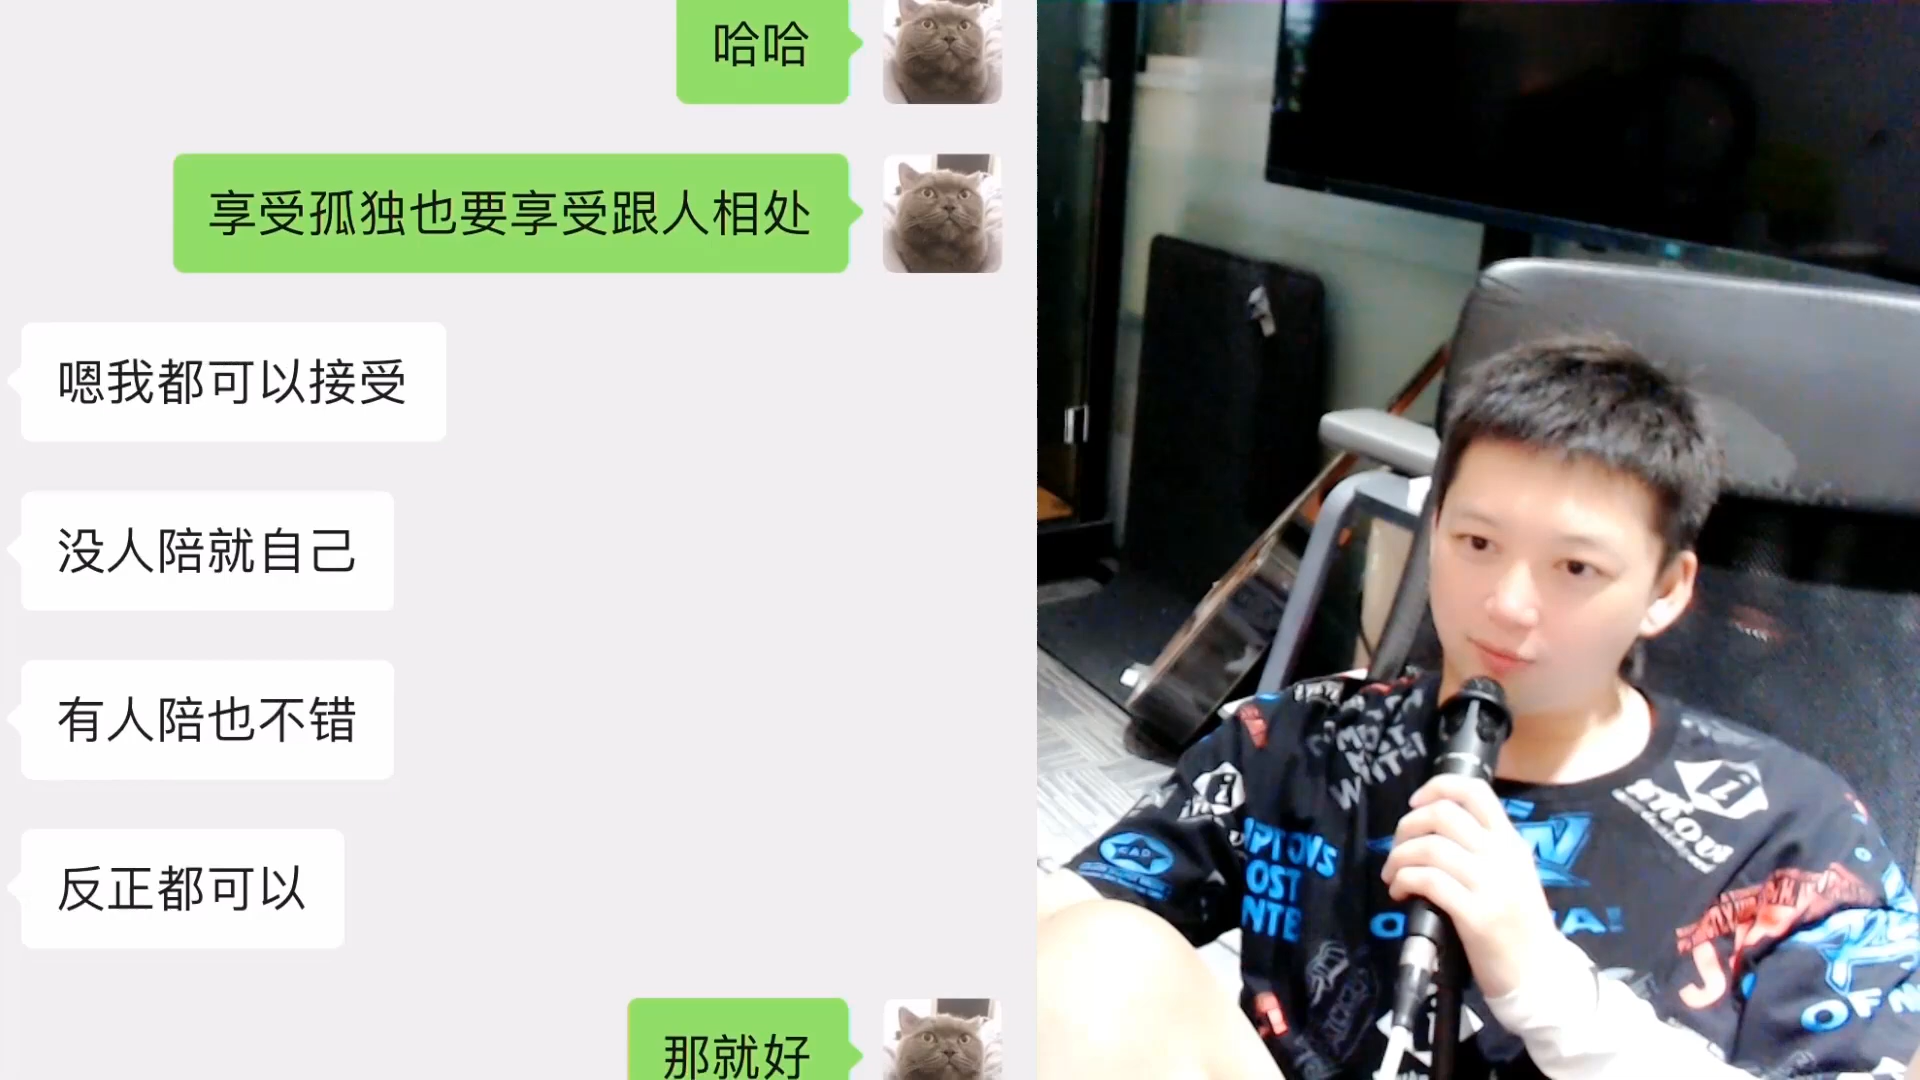 哈哈
享受孤独也要享受跟人相处
嗯我都可以接受
没人陪就自己
有人陪也不错
反正都可以
那就好
OST